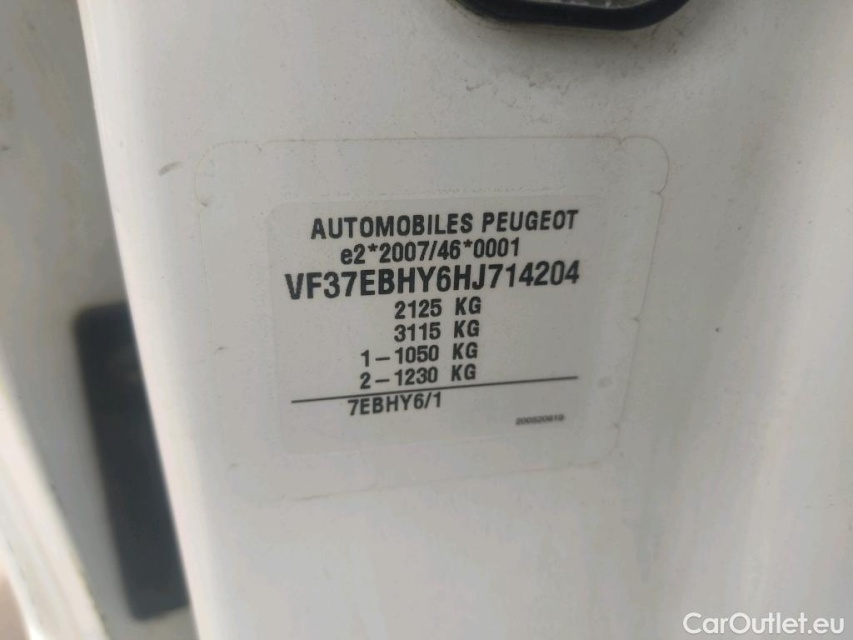 AUTOMOBILES PEUGEOT
e2*2007/46*0001
VF37EBHY6HJ714204
2125 KG
3115 KG
1-1050 KG
2-1230 KG
7EBHY6/1
CarOutlet.eu